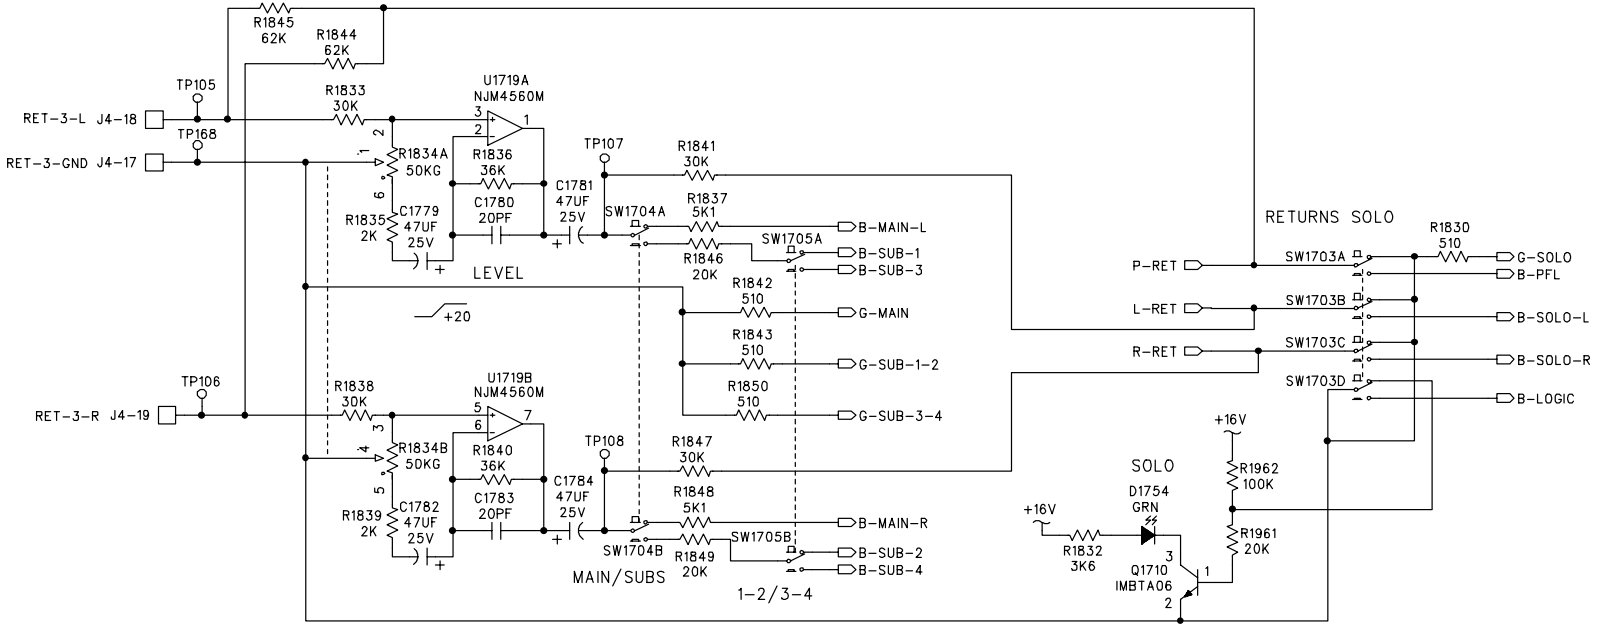 R1845
62K
R1844
62K
TP105
R1833
30K
U1719A
NJM4560M
RET-3-L J4-18
3
2
1
+
-
TP168
RET-3-GND J4-17
2
1
R1834A
50KG
6
R1836
36K
R1835
2K
C1779
47UF
25V
+
C1780
20PF
C1781
47UF
25V
+
TP107
R1841
30K
SW1704A
R1837
5K1
B-MAIN-L
R1846
20K
SW1705A
B-SUB-1
B-SUB-3
LEVEL
+20
R1842
510
G-MAIN
R1843
510
G-SUB-1-2
R1850
510
G-SUB-3-4
RETURNS SOLO
P-RET
SW1703A
R1830
510
G-SOLO
B-PFL
L-RET
SW1703B
B-SOLO-L
R-RET
SW1703C
B-SOLO-R
SW1703D
B-LOGIC
TP106
R1838
30K
U1719B
NJM4560M
RET-3-R J4-19
5
6
7
+
-
3
4
R1834B
50KG
5
R1840
36K
R1839
2K
C1782
47UF
25V
+
C1783
20PF
C1784
47UF
25V
+
TP108
R1847
30K
R1848
5K1
B-MAIN-R
SW1704B
R1849
20K
SW1705B
B-SUB-2
B-SUB-4
MAIN/SUBS
1-2/3-4
+16V
SOLO
R1962
100K
D1754
GRN
+16V
R1832
3K6
R1961
20K
3
Q1710
IMBTA06
1
2